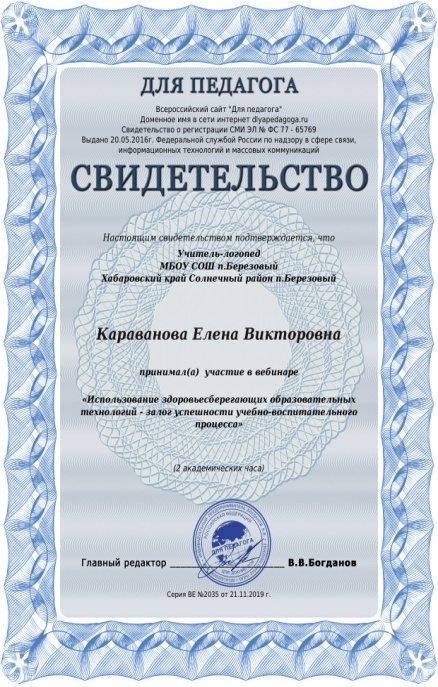 ДЛЯ ПЕДАГОГА
Всероссийский сайт "Для педагога"
Доменное имя в сети интернет dlyapedagoga.ru
Свидетельство о регистрации СМИ ЭЛ № ФС 77 - 65769
Выдано 20.05.2016г. Федеральной службой России по надзору в сфере связи,
информационных технологий и массовых коммуникаций
СВИДЕТЕЛЬСТВО
Настоящим свидетельством подтверждается, что
Учитель-логопед
МБОУ СОШ п.Березовый
Хабаровский край Солнечный район п.Березовый
Караванова Елена Викторовна
принимал(а) участие в вебинаре
«Использование здоровьесберегающих образовательных
технологий - залог успешности учебно-воспитательного
процесса»
(2 академических часа)
ДЛЯ ПЕДАГОГА
Главный редактор В.В.Богданов
Серия ВЕ №2035 от 21.11.2019 г.